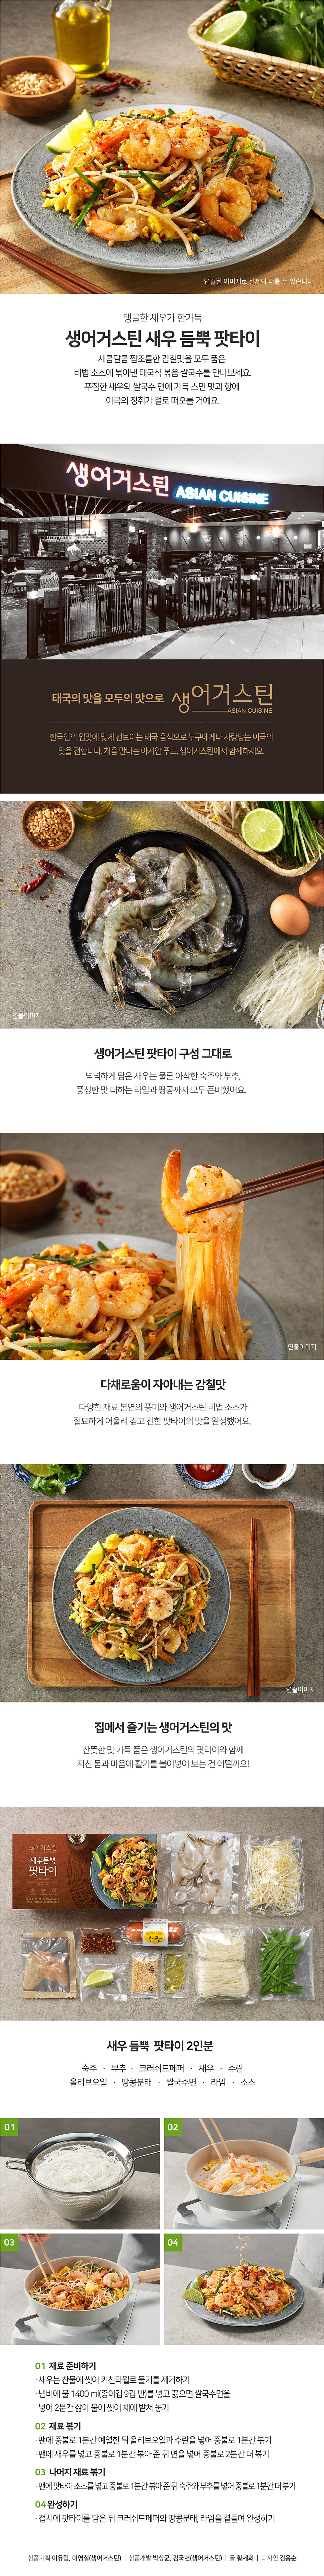 연출된 이미지로 실제와 다를 수 있습니다
탱글한 새우가 한가득
생어거스틴 새우 듬뿍 팟타이
새콤달콤 짭조름한 감칠맛을 모두 품은
비법 소스에 볶아낸 태국식 볶음 쌀국수를 만나보세요.
푸짐한 새우와 쌀국수 면에 가득 스민 맛과 향에
이국의 정취가 절로 떠오를 거예요.
생어거스틴 ASIAN CUISINE
태국의 맛을 모두의 맛으로 생어거스틴
ASIAN CUISINE
한국인의 입맛에 맞게 선보이는 태국 음식으로 누구에게나 사랑받는 이국의
맛을 전합니다. 처음 만나는 아시안 푸드, 생어거스틴에서 함께하세요.
연출이미지
생어거스틴 팟타이 구성 그대로
넉넉하게 담은 새우는 물론 아삭한 숙주와 부추,
풍성한 맛 더하는 라임과 땅콩까지 모두 준비했어요.
연출이미지
다채로움이 자아내는 감칠맛
다양한 재료 본연의 풍미와 생어거스틴 비법 소스가
절묘하게 어울려 깊고 진한 팟타이의 맛을 완성했어요.
연출이미지
집에서 즐기는 생어거스틴의 맛
산뜻한 맛 가득 품은 생어거스틴의 팟타이와 함께
지친 몸과 마음에 활기를 불어넣어 보는 건 어떨까요!
생어거스틴
새우듬뿍
팟타이
수란
새우 듬뿍 팟타이 2인분
숙주 · 부추 · 크러쉬드페퍼 · 새우 · 수란
올리브오일 · 땅콩분태 · 쌀국수면 · 라임 · 소스
01
02
03
04
01 재료 준비하기
· 새우는 찬물에 씻어 키친타월로 물기를 제거하기
· 냄비에 물 1400 ml(종이컵 9컵 반)를 넣고 끓으면 쌀국수면을
넣어 2분간 삶아 물에 씻어 체에 밭쳐 놓기
02 재료 볶기
· 팬에 중불로 1분간 예열한 뒤 올리브오일과 수란을 넣어 중불로 1분간 볶기
· 팬에 새우를 넣고 중불로 1분간 볶아 준 뒤 면을 넣어 중불로 2분간 더 볶기
03 나머지 재료 볶기
· 팬에 팟타이 소스를 넣고 중불로 1분간 볶아 준 뒤 숙주와 부추를 넣어 중불로 1분간 더 볶기
04 완성하기
· 접시에 팟타이를 담은 뒤 크러쉬드페퍼와 땅콩분태, 라임을 곁들여 완성하기
상품기획 이유림, 이영철(생어거스틴) | 상품개발 박상균, 김국헌(생어거스틴) | 글 황세희 | 디자인 김용순